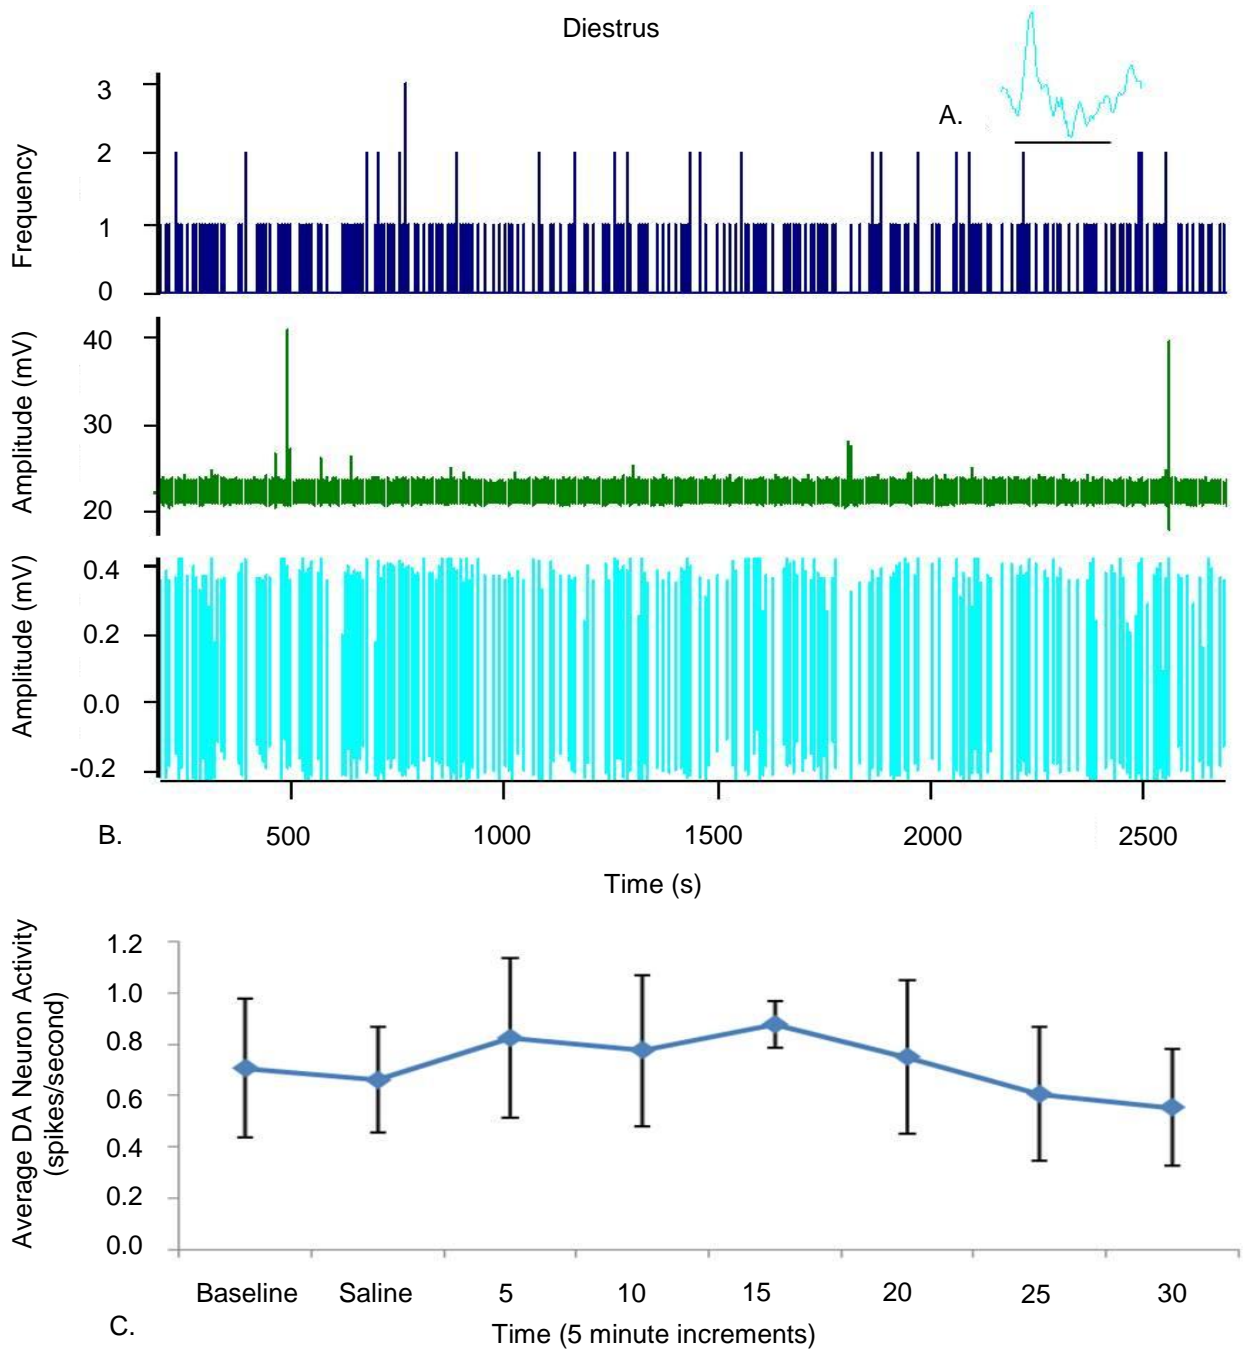 Diestrus
A.
Frequency
3
2
1
0
Amplitude (mV)
40
30
20
Amplitude (mV)
0.4
0.2
0.0
-0.2
B.
500 1000 1500 2000 2500
Time (s)
Average DA Neuron Activity
(spikes/second)
1.2
1.0
0.8
0.6
0.4
0.2
0.0
Baseline Saline 5 10 15 20 25 30
C.
Time (5 minute increments)